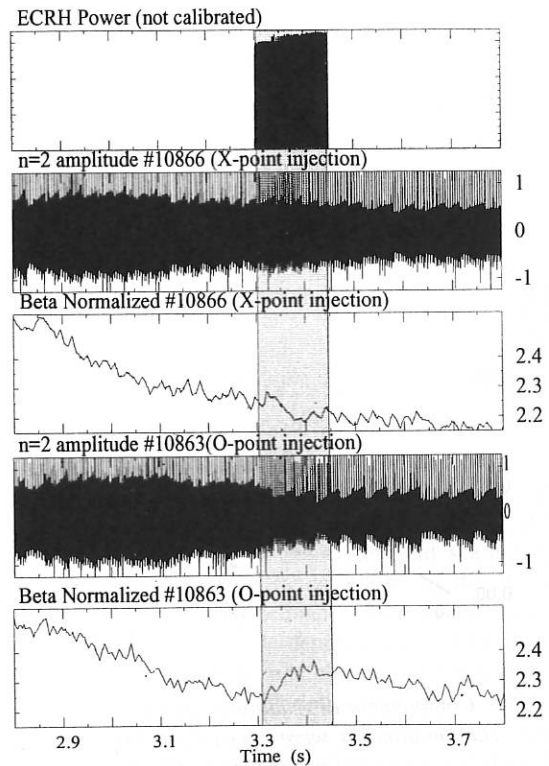 ECRH Power (not calibrated)
n=2 amplitude #10866 (X-point injection)
1
0
-1
Beta Normalized #10866 (X-point injection)
2.4
2.3
2.2
n=2 amplitude #10863(O-point injection)
1
0
-1
Beta Normalized #10863 (O-point injection)
2.4
2.3
2.2
2.9 3.1 3.3 3.5 3.7
Time (s)